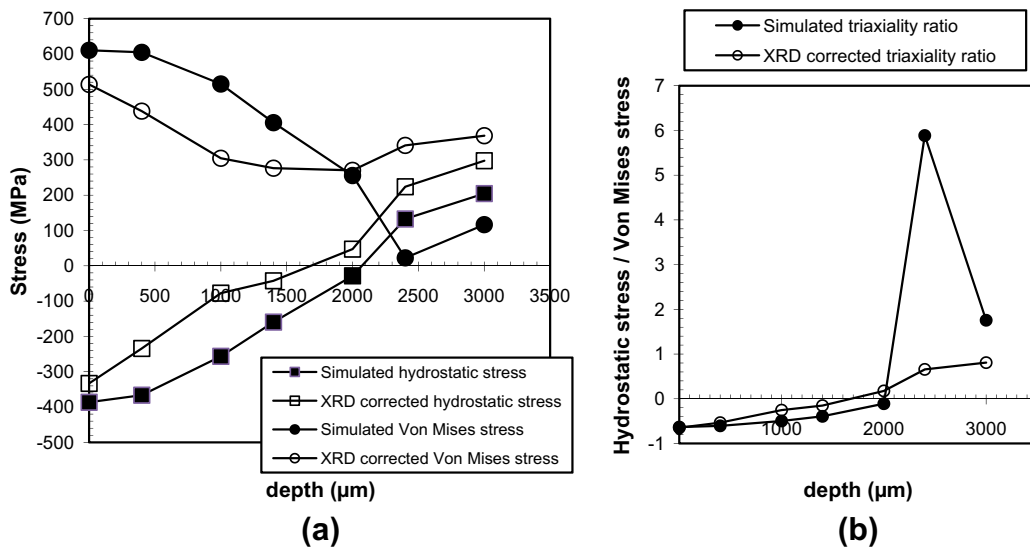 700
600
500
400
300
200
100
0
-100
-200
-300
-400
-500
0 500 1000 1500 2000 2500 3000 3500
Stress (MPa)
Simulated hydrostatic stress
XRD corrected hydrostatic stress
Simulated Von Mises stress
XRD corrected Von Mises stress
depth (µm)
(a)
Simulated triaxiality ratio
XRD corrected triaxiality ratio
7
6
5
4
3
2
1
0
-1
0 1000 2000 3000
Hydrostatic stress / Von Mises stress
depth (µm)
(b)